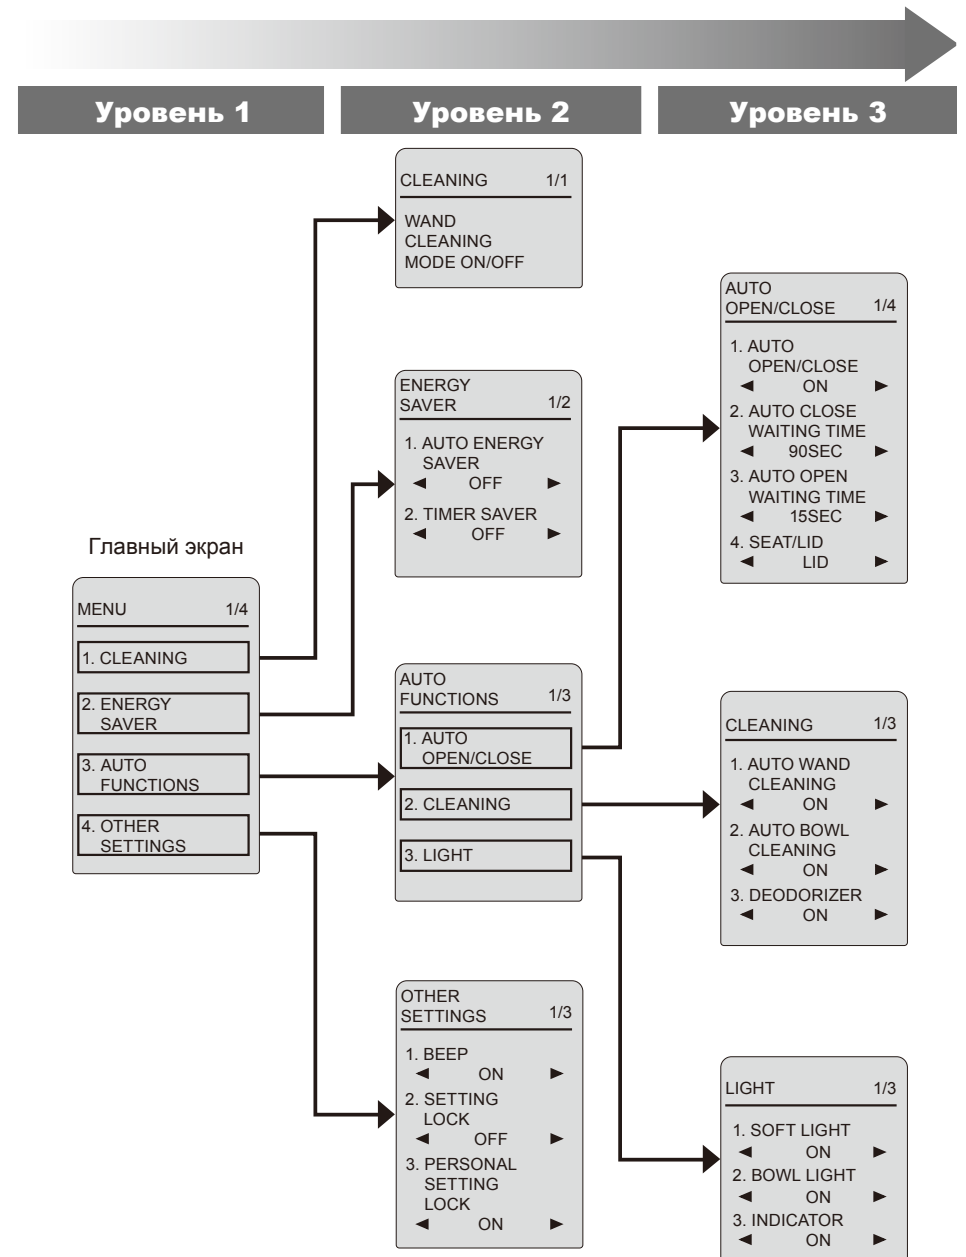 Уровень 1
Уровень 2
Уровень 3
CLEANING 1/1
WAND
CLEANING
MODE ON/OFF
ENERGY
SAVER 1/2
1. AUTO ENERGY
SAVER
◄ OFF ►
2. TIMER SAVER
◄ OFF ►
Главный экран
MENU 1/4
1. CLEANING
2. ENERGY
SAVER
3. AUTO
FUNCTIONS
4. OTHER
SETTINGS
AUTO
FUNCTIONS 1/3
1. AUTO
OPEN/CLOSE
2. CLEANING
3. LIGHT
OTHER
SETTINGS 1/3
1. BEEP
◄ ON ►
2. SETTING
LOCK
◄ OFF ►
3. PERSONAL
SETTING
LOCK
◄ ON ►
AUTO
OPEN/CLOSE 1/4
1. AUTO
OPEN/CLOSE
◄ ON ►
2. AUTO CLOSE
WAITING TIME
◄ 90SEC ►
3. AUTO OPEN
WAITING TIME
◄ 15SEC ►
4. SEAT/LID
◄ LID ►
CLEANING 1/3
1. AUTO WAND
CLEANING
◄ ON ►
2. AUTO BOWL
CLEANING
◄ ON ►
3. DEODORIZER
◄ ON ►
LIGHT 1/3
1. SOFT LIGHT
◄ ON ►
2. BOWL LIGHT
◄ ON ►
3. INDICATOR
◄ ON ►